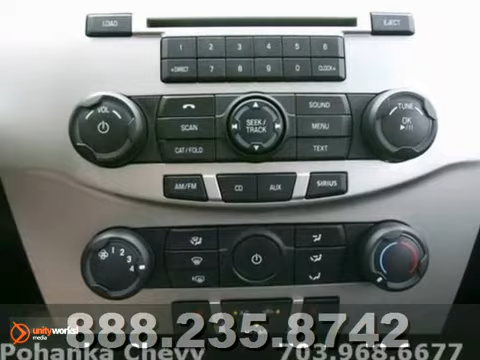 LOAD EJECT
1 2 3 4 5 6
<DIRECT 7 8 9 0 CLOCK>
VOL SEEK/ SOUND TUNE
TRACK OK
SCAN MENU
CAT/FOLD TEXT
AM/FM CD AUX SIRIUS
1 2 3 4
unityworks!
media
888.235.8742
Pohanka Chevy 703.968.6677